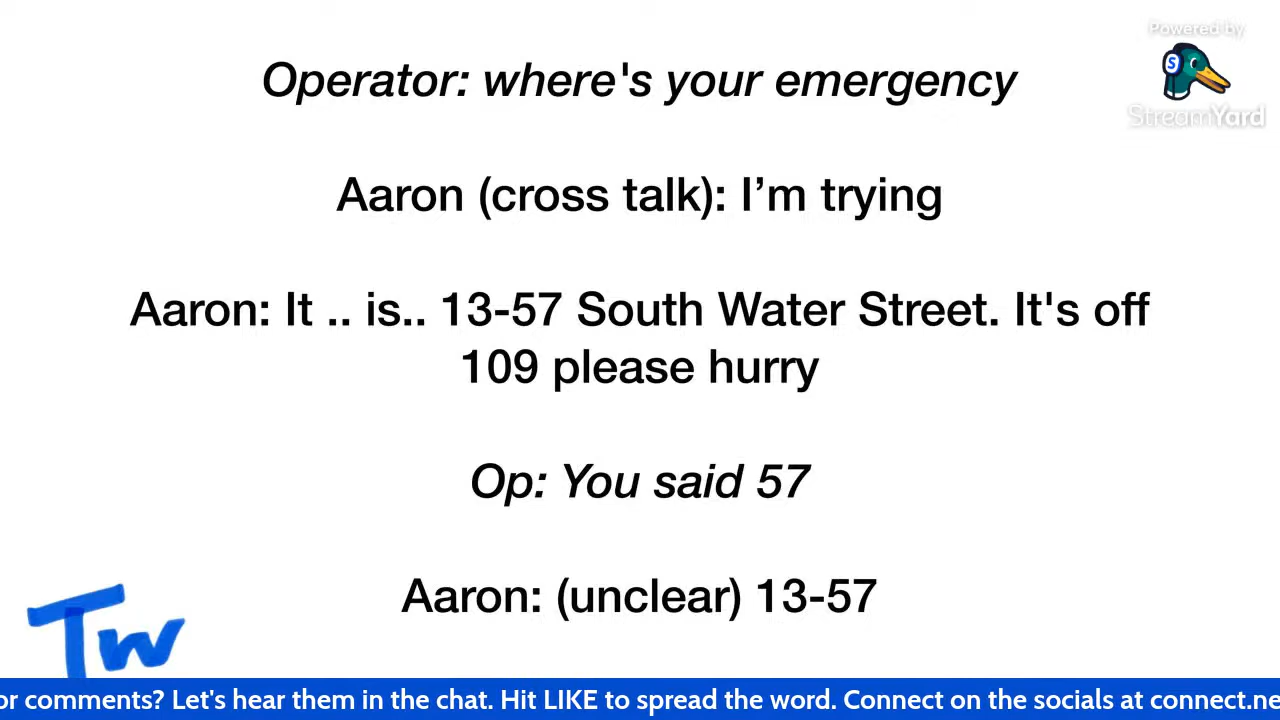 Powered by
S
StreamYard
Operator: where's your emergency
Aaron (cross talk): I’m trying
Aaron: It .. is.. 13-57 South Water Street. It's off
109 please hurry
Op: You said 57
Aaron: (unclear) 13-57
Tw
or comments? Let's hear them in the chat. Hit LIKE to spread the word. Connect on the socials at connect.ne